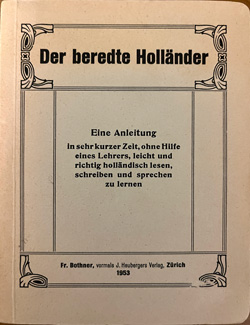 Der beredte Holländer
Eine Anleitung
in sehr kurzer Zeit, ohne Hilfe
eines Lehrers, leicht und
richtig holländisch lesen,
schreiben und sprechen
zu lernen
Fr. Bothner, vormals J. Heubergers Verlag, Zürich
1953